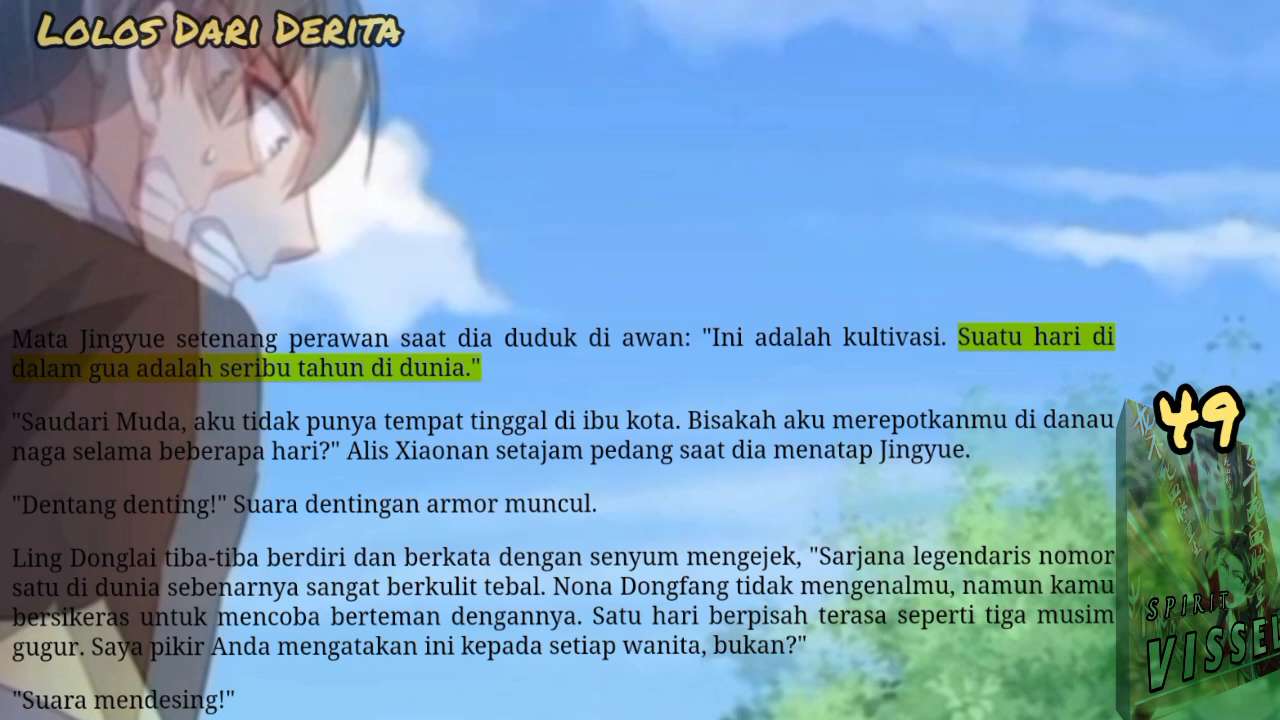 Lolos Dari Derita
Mata Jingyue setenang perawan saat dia duduk di awan: "Ini adalah kultivasi. Suatu hari di
dalam gua adalah seribu tahun di dunia."
"Saudari Muda, aku tidak punya tempat tinggal di ibu kota. Bisakah aku merepotkanmu di danau
naga selama beberapa hari?" Alis Xiaonan setajam pedang saat dia menatap Jingyue.
"Dentang denting!" Suara dentingan armor muncul.
Ling Donglai tiba-tiba berdiri dan berkata dengan senyum mengejek, "Sarjana legendaris nomor
satu di dunia sebenarnya sangat berkulit tebal. Nona Dongfang tidak mengenalmu, namun kamu
bersikeras untuk mencoba berteman dengannya. Satu hari berpisah terasa seperti tiga musim
gugur. Saya pikir Anda mengatakan ini kepada setiap wanita, bukan?"
"Suara mendesing!"
49
SPIRIT
VISSEL